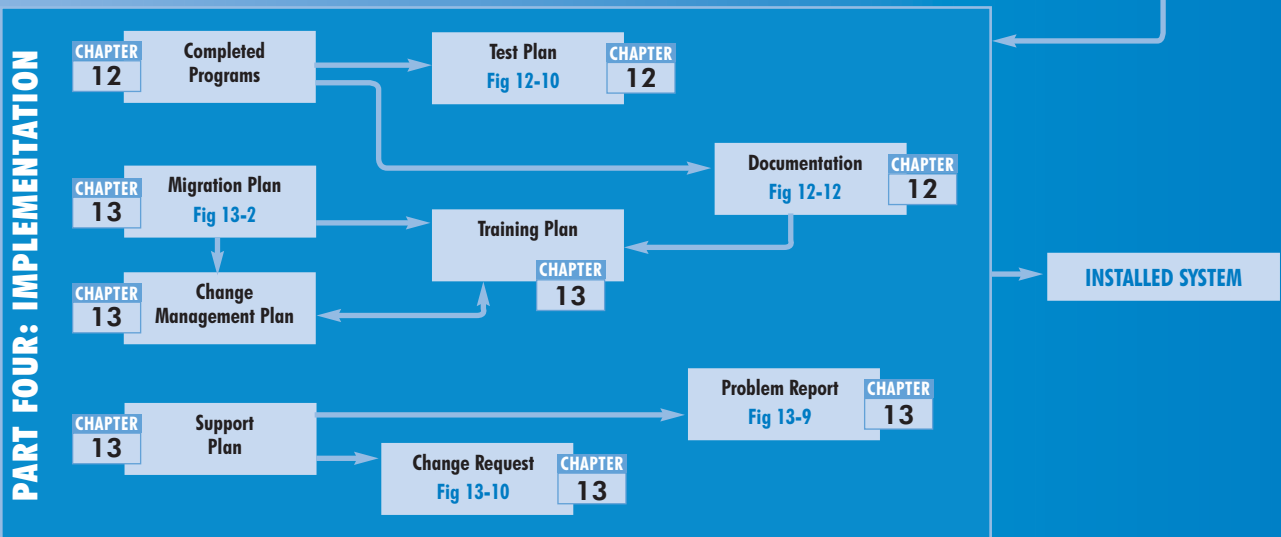 PART FOUR: IMPLEMENTATION
CHAPTER
12
Completed
Programs
Test Plan
Fig 12-10
CHAPTER
12
Documentation
Fig 12-12
CHAPTER
12
CHAPTER
13
Migration Plan
Fig 13-2
Training Plan
CHAPTER
13
CHAPTER
13
Change
Management Plan
INSTALLED SYSTEM
CHAPTER
13
Support
Plan
Problem Report
Fig 13-9
CHAPTER
13
Change Request
Fig 13-10
CHAPTER
13